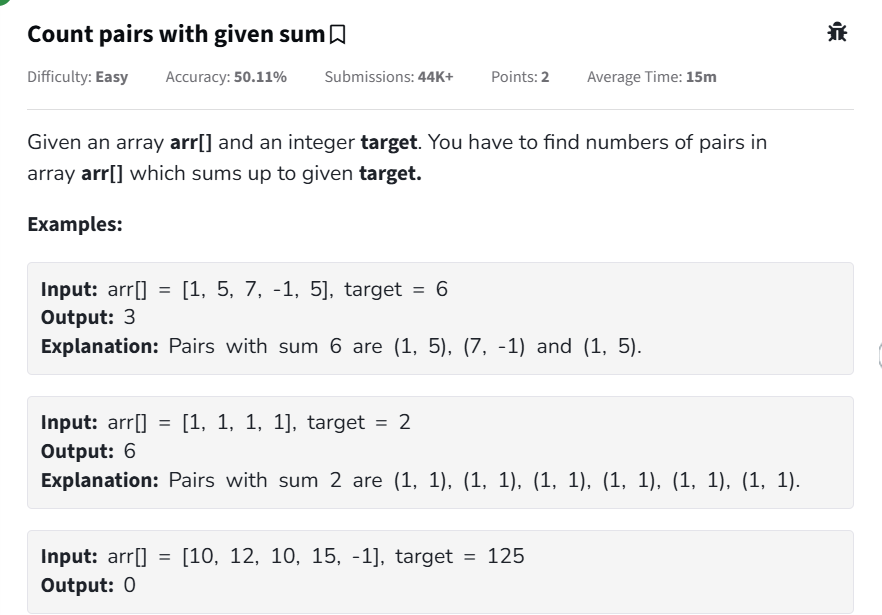 Count pairs with given sum
Difficulty: Easy Accuracy: 50.11% Submissions: 44K+ Points: 2 Average Time: 15m
Given an array arr[] and an integer target. You have to find numbers of pairs in
array arr[] which sums up to given target.
Examples:
Input: arr[] = [1, 5, 7, -1, 5], target = 6
Output: 3
Explanation: Pairs with sum 6 are (1, 5), (7, -1) and (1, 5).
Input: arr[] = [1, 1, 1, 1], target = 2
Output: 6
Explanation: Pairs with sum 2 are (1, 1), (1, 1), (1, 1), (1, 1), (1, 1), (1, 1).
Input: arr[] = [10, 12, 10, 15, -1], target = 125
Output: 0